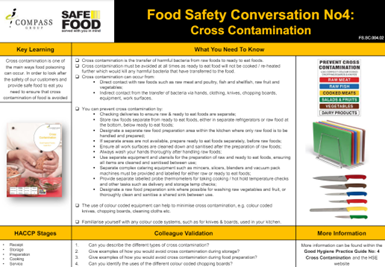 COMPASS
GROUP
SAFE
FOOD
served with you in mind
Food Safety Conversation No4:
Cross Contamination
FS.SC.004.02
Key Learning
What You Need To Know
Cross contamination is one of
the main ways food poisoning
can occur. In order to look after
the safety of our customers and
provide safe food to eat you
need to ensure that cross
contamination of food is avoided
Cross contamination is the transfer of harmful bacteria from raw foods to ready to eat foods.
Cross contamination must be avoided at all times as ready to eat food will not be cooked / re-heated
further which would kill any harmful bacteria that have transferred to the food.
Cross contamination can occur from:
• Direct contact with raw foods such as raw meat and poultry, fish and shellfish, raw fruit and
vegetables.
• Indirect contact from the transfer of bacteria via hands, clothing, knives, chopping boards,
equipment, work surfaces.
You can prevent cross contamination by:
• Checking deliveries to ensure raw & ready to eat foods are separate.
• Store raw foods separate from ready to eat foods, either in separate refrigerators or raw food at
the bottom, below ready to eat foods.
• Designate a separate raw food preparation area within the kitchen where only raw food is to be
handled and prepared.
• If separate areas are not available, prepare ready to eat foods separately, before raw foods.
• Ensure all work surfaces are cleaned down and sanitised after the preparation of raw foods.
• Always wash your hands thoroughly after handling raw foods;
• Use separate equipment and utensils for the preparation of raw and ready to eat foods, ensuring
all items are cleaned and sanitised between use;
• Separate complex catering equipment such as mincers, slicers, blenders and vacuum pack
machines must be provided and labelled for either raw or ready to eat foods;
• Provide separate labelled probe thermometers for taking cooking / hot hold temperature checks
and other tasks such as delivery and storage temp checks;
• Designate a raw food preparation sink where possible for washing raw vegetables and fruit, or
thoroughly clean and sanitise a shared sink between use.
The use of colour coded equipment can help to minimise cross contamination, e.g. colour coded
knives, chopping boards, cleaning cloths etc.
Familiarise yourself with any colour code systems, such as for knives & boards, used in your kitchen.
PREVENT CROSS
CONTAMINATION
RAW MEAT
RAW FISH
COOKED MEATS
SALADS & FRUITS
VEGETABLES
DAIRY PRODUCTS
HACCP Stages
Colleague Validation
More Information
• Receipt
• Storage
• Preparation
• Cooking
• Service
1. Can you describe the different types of cross contamination?
2. Give examples of how you would avoid cross contamination during storage?
3. Give examples of how you would avoid cross contamination during food preparation?
4. Can you identify the uses of the different colour coded chopping boards?
More information can be found within the
Good Hygiene Practice Guide No: 4
Cross Contamination and the HSE
website